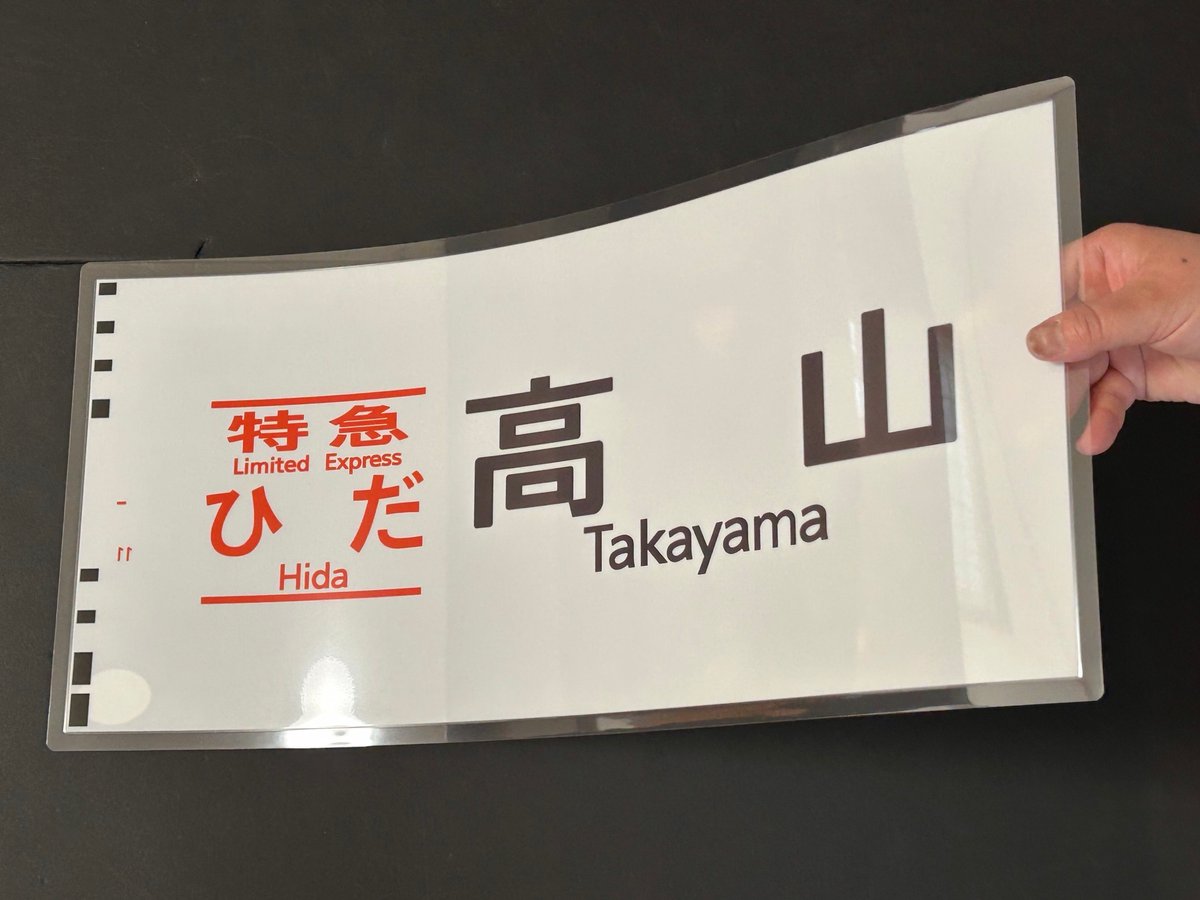 特急
Limited Express
ひだ
Hida
高山
Takayama